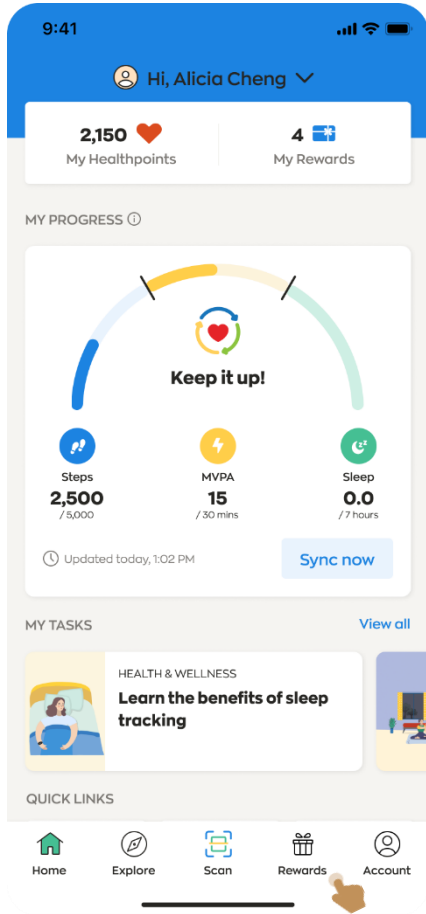 9:41
Hi, Alicia Cheng
2,150
My Healthpoints
4
My Rewards
MY PROGRESS
Keep it up!
Steps
2,500
/ 5,000
MVPA
15
/ 30 mins
Sleep
0.0
/ 7 hours
Updated today, 1:02 PM
Sync now
MY TASKS
View all
HEALTH & WELLNESS
Learn the benefits of sleep
tracking
QUICK LINKS
Home
Explore
Scan
Rewards
Account